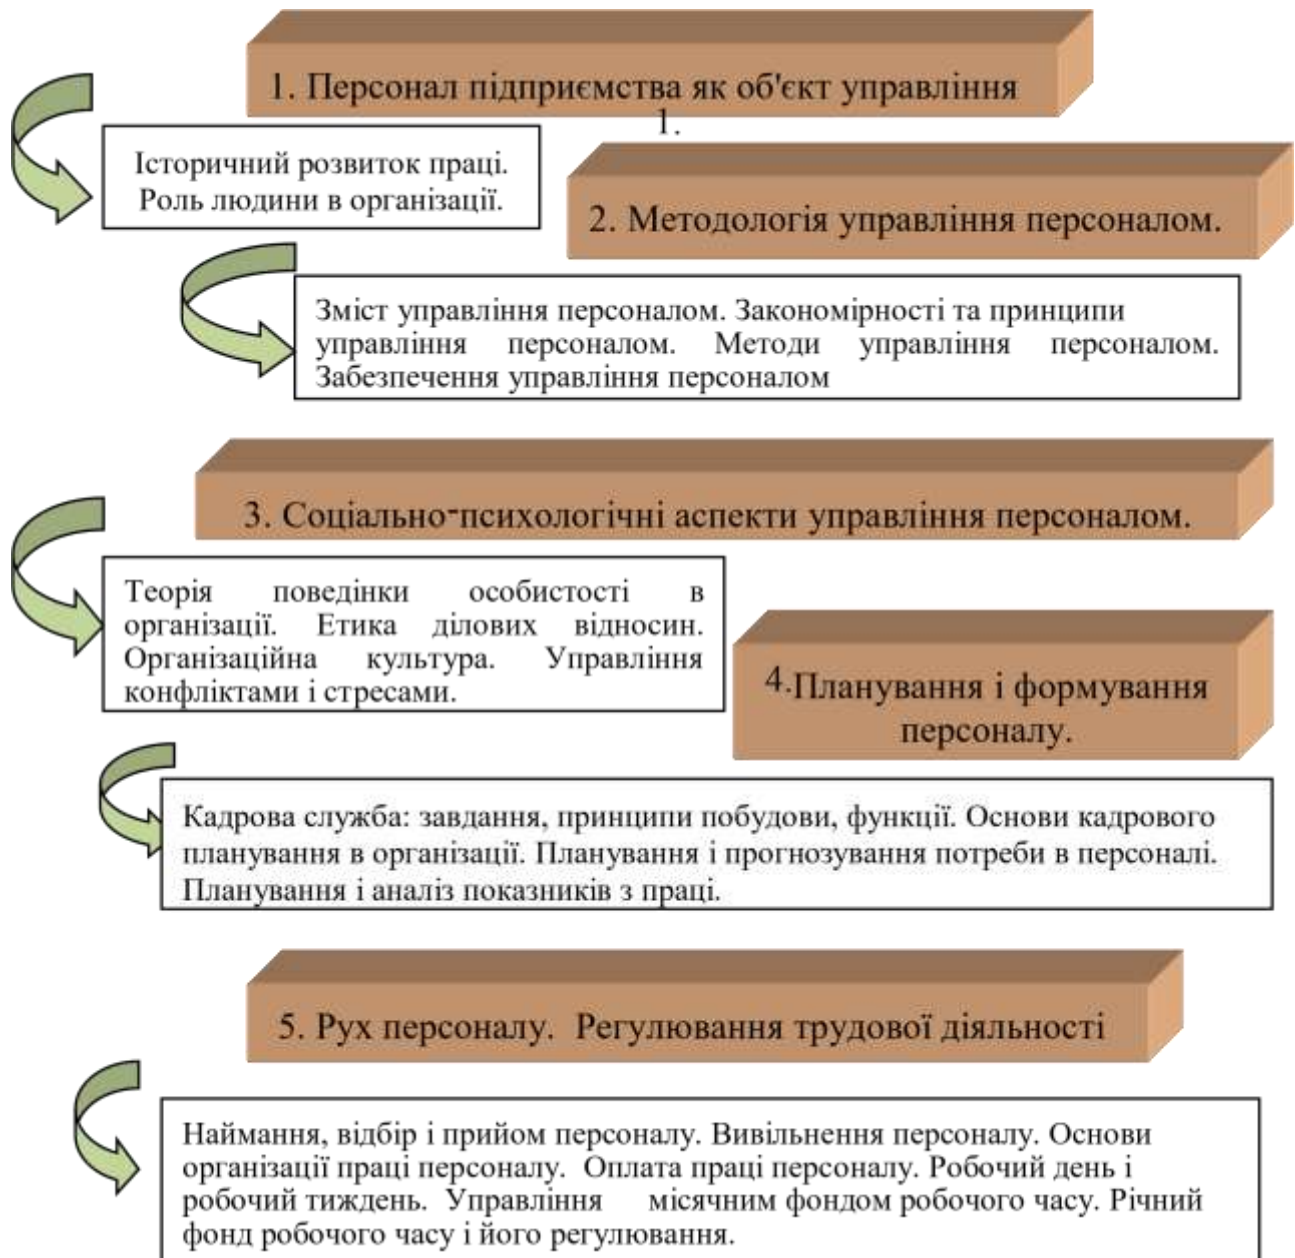 1. Персонал підприємства як об'єкт управління
1.
Історичний розвиток праці.
Роль людини в організації.
2. Методологія управління персоналом.
Зміст управління персоналом. Закономірності та принципи
управління персоналом. Методи управління персоналом.
Забезпечення управління персоналом
3. Соціально-психологічні аспекти управління персоналом.
Теорія поведінки особистості в
організації. Етика ділових відносин.
Організаційна культура. Управління
конфліктами і стресами.
4. Планування і формування
персоналу.
Кадрова служба: завдання, принципи побудови, функції. Основи кадрового
планування в організації. Планування і прогнозування потреби в персоналі.
Планування і аналіз показників з праці.
5. Рух персоналу. Регулювання трудової діяльності
Наймання, відбір і прийом персоналу. Вивільнення персоналу. Основи
організації праці персоналу. Оплата праці персоналу. Робочий день і
робочий тиждень. Управління місячним фондом робочого часу. Річний
фонд робочого часу і його регулювання.